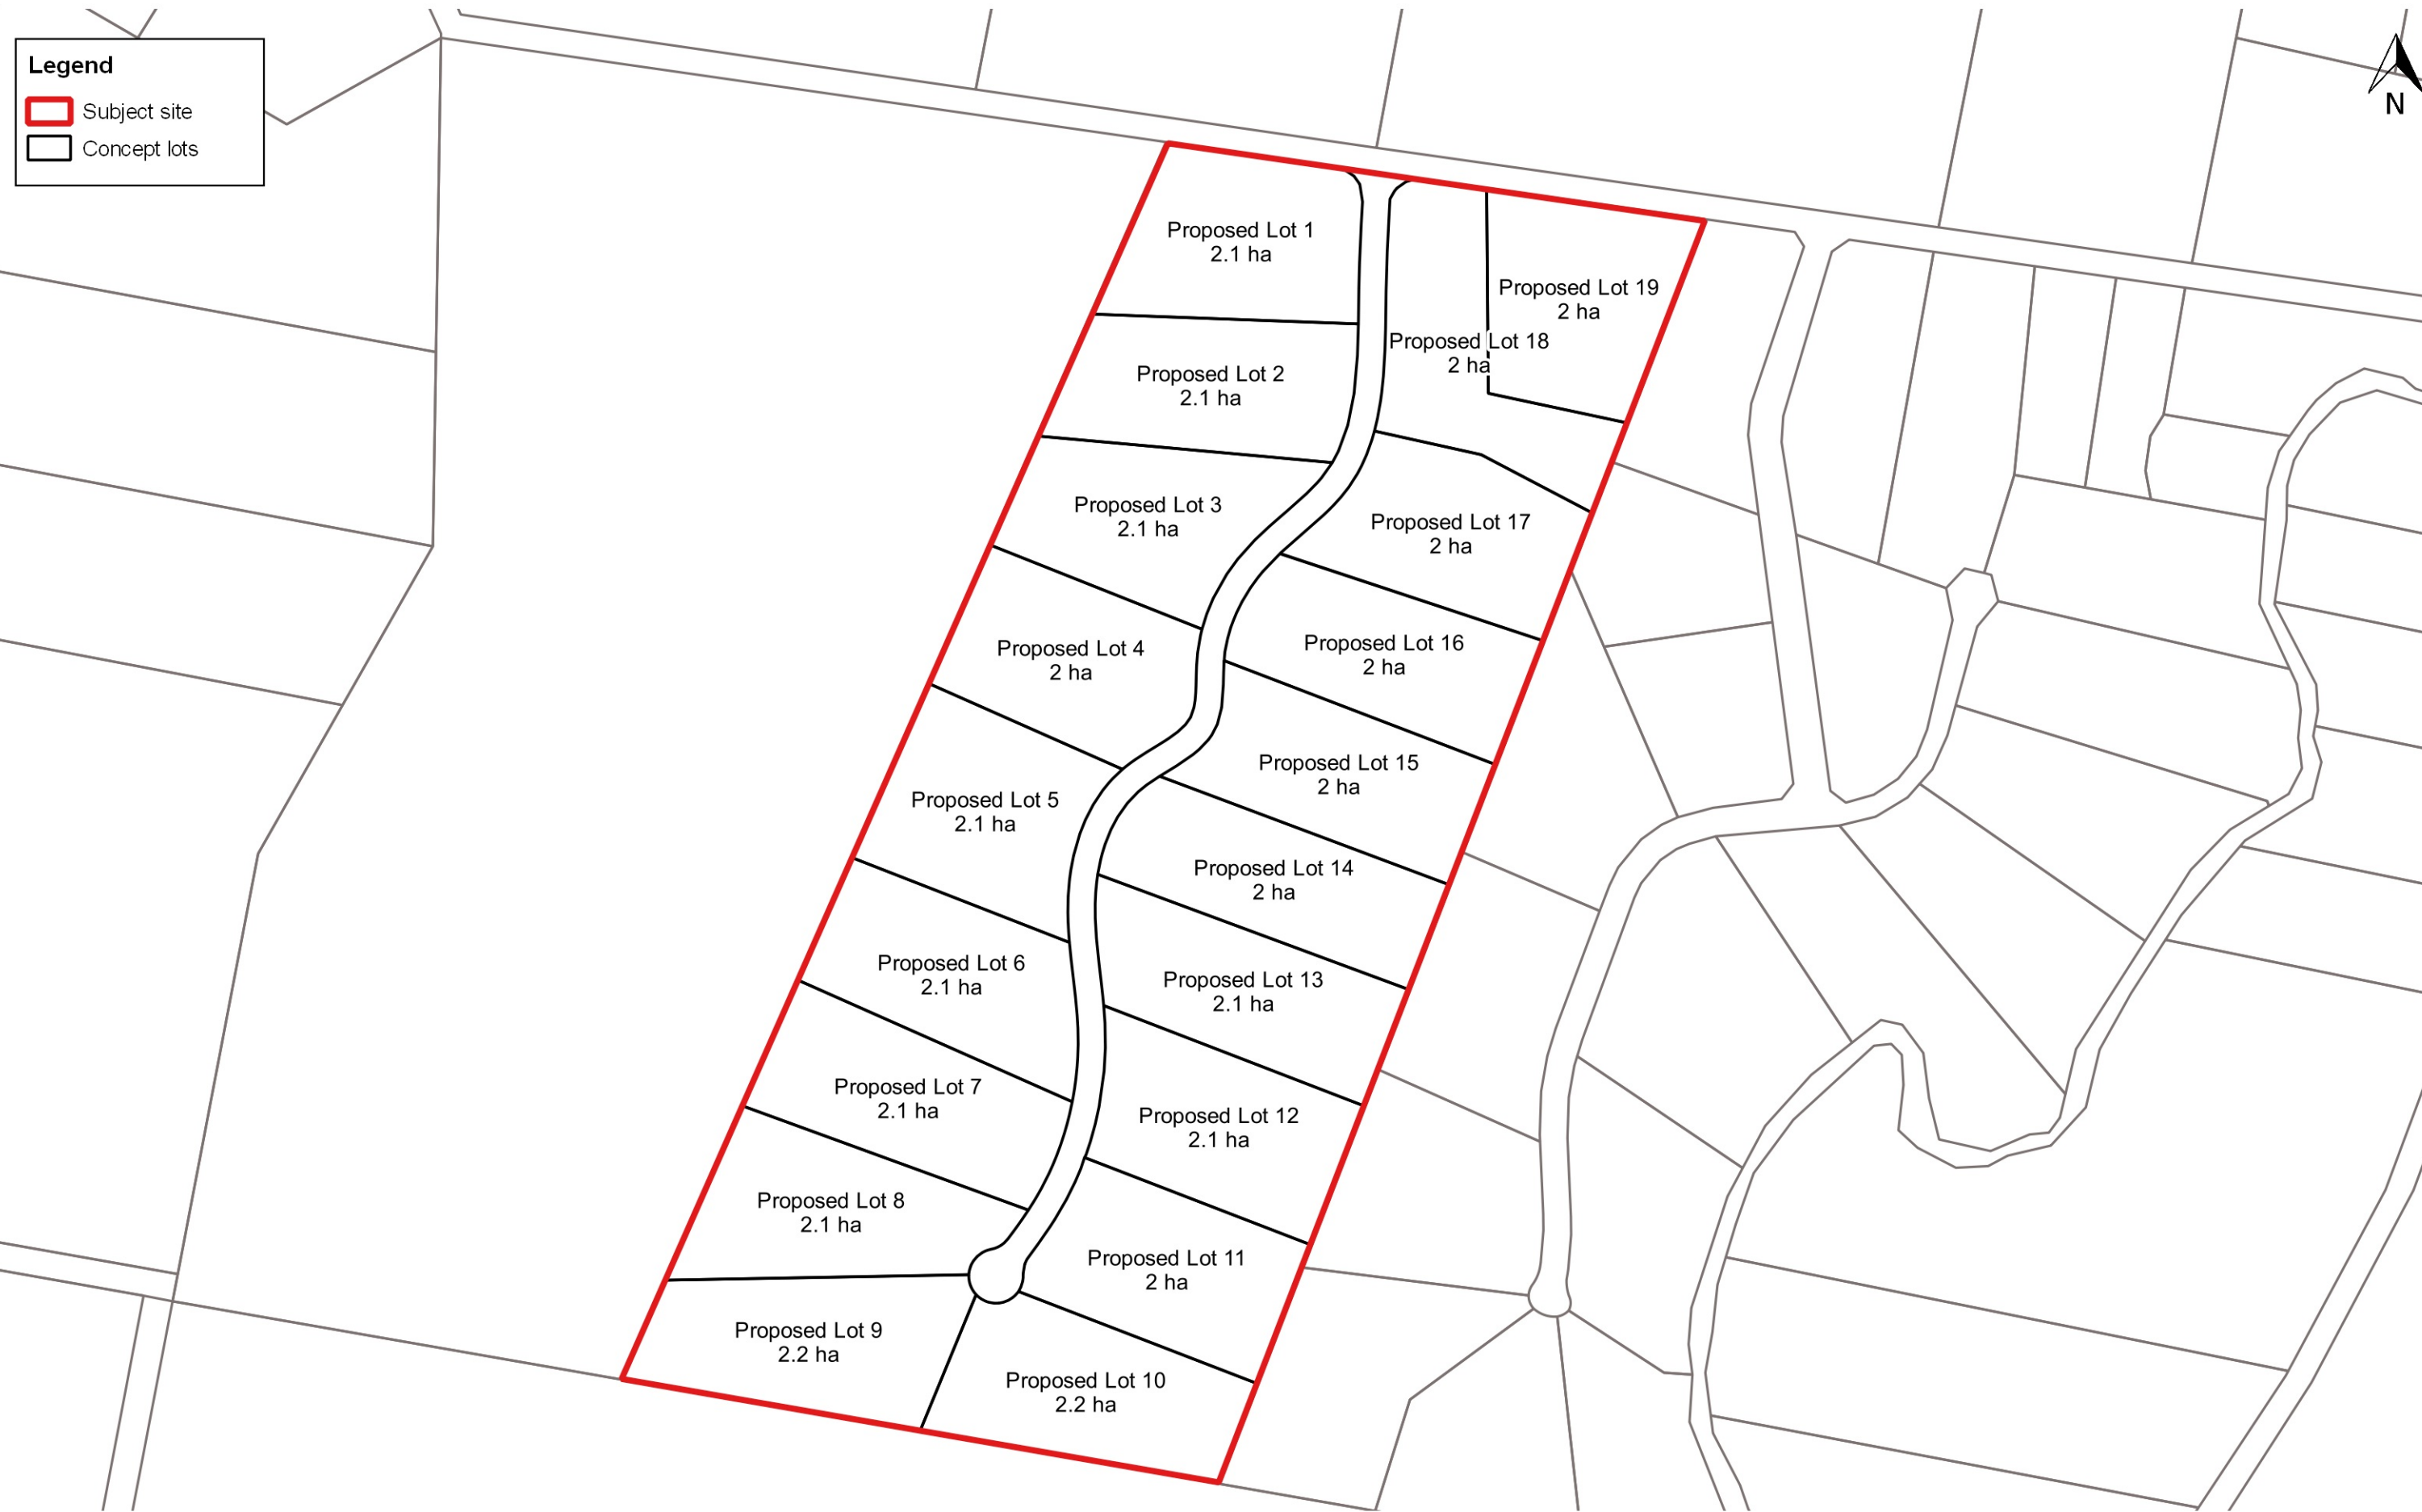 Legend
Subject site
Concept lots
N
Proposed Lot 1
2.1 ha
Proposed Lot 19
2 ha
Proposed Lot 18
2 ha
Proposed Lot 2
2.1 ha
Proposed Lot 3
2.1 ha
Proposed Lot 17
2 ha
Proposed Lot 4
2 ha
Proposed Lot 16
2 ha
Proposed Lot 15
2 ha
Proposed Lot 5
2.1 ha
Proposed Lot 14
2 ha
Proposed Lot 6
2.1 ha
Proposed Lot 13
2.1 ha
Proposed Lot 7
2.1 ha
Proposed Lot 12
2.1 ha
Proposed Lot 8
2.1 ha
Proposed Lot 11
2 ha
Proposed Lot 9
2.2 ha
Proposed Lot 10
2.2 ha